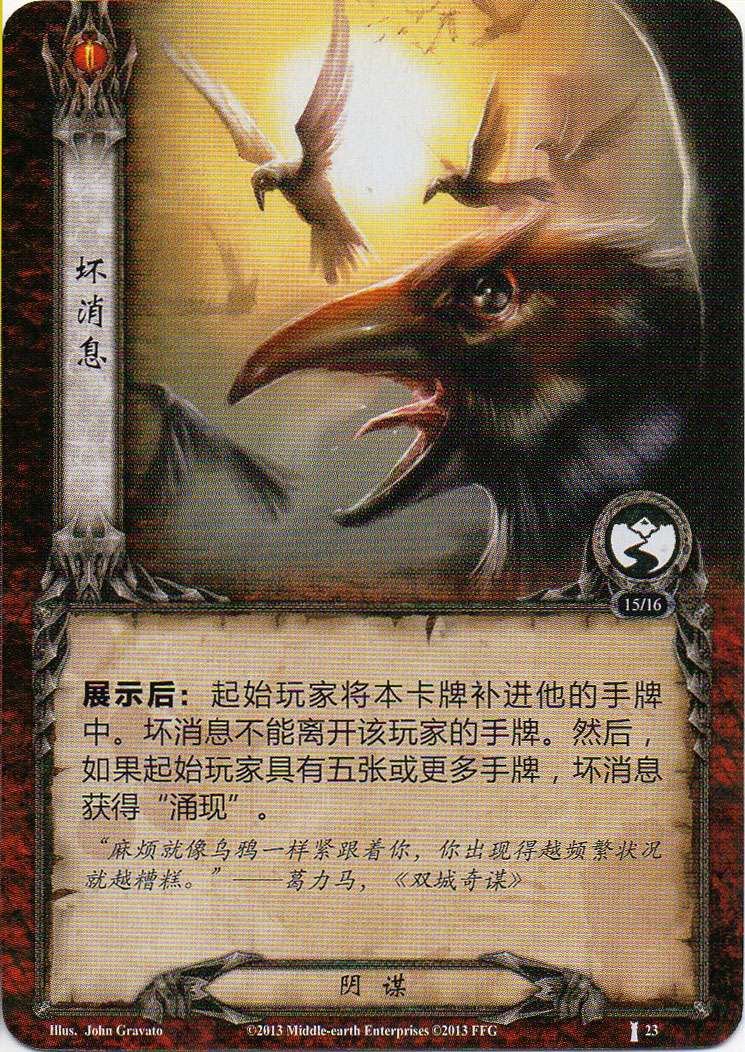 坏消息
15/16
展示后：起始玩家将本卡牌补进他的手牌
中。坏消息不能离开该玩家的手牌。然后，
如果起始玩家具有五张或更多手牌，坏消息
获得“涌现”。
“麻烦就像乌鸦一样紧跟着你，你出现得越频繁状况
就越糟糕。”——葛力马，《双城奇谋》
阴谋
Illus. John Gravato ©2013 Middle-earth Enterprises ©2013 FFG 23